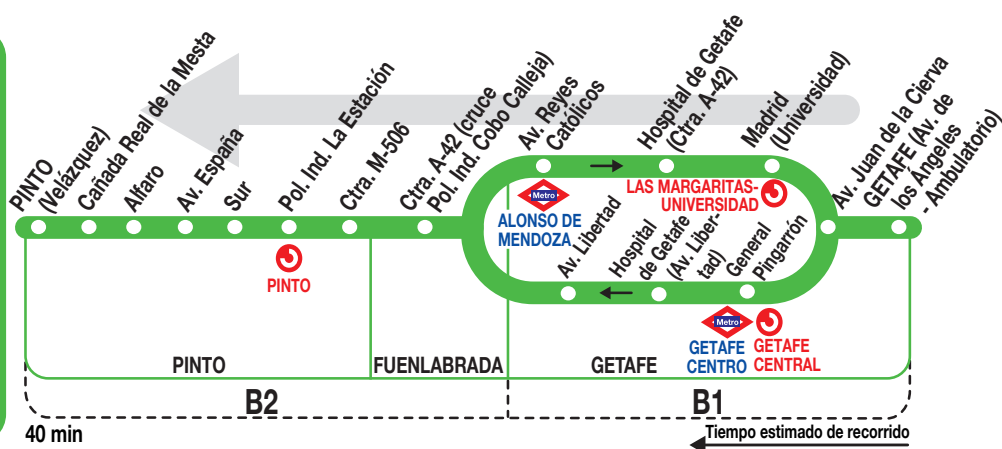 PINTO
(Velázquez)
Cañada Real de la Mesta
Alfaro
Av. España
Sur
Pol. Ind. La Estación
Ctra. M-506
Ctra. A-42 (cruce
Pol. Ind. Cobo Calleja)
Av. Reyes
Católicos
Hospital de Getafe
(Ctra. A-42)
Madrid
(Universidad)
Av. Juan de la Cierva
GETAFE (Av. de
los Ángeles
- Ambulatorio)
Metro
ALONSO DE
MENDOZA
LAS MARGARITAS-
UNIVERSIDAD
Av. Libertad
Hospital
de Getafe
(Av. Liber-
tad)
General
Pingarrón
PINTO
Metro
GETAFE
CENTRO
GETAFE
CENTRAL
PINTO
FUENLABRADA
GETAFE
B2
B1
40 min
Tiempo estimado de recorrido